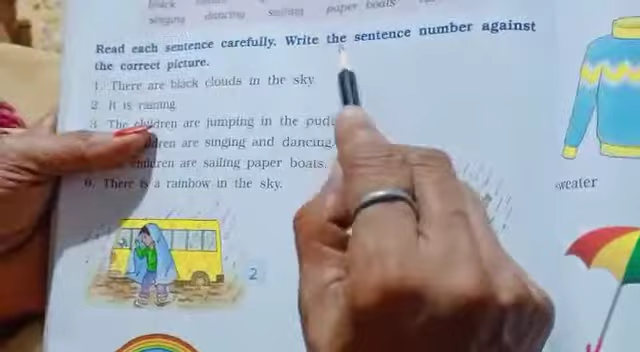 black
singing dancing sailing paper boats
Read each sentence carefully. Write the sentence number against
the correct picture.
1. There are black clouds in the sky.
2. It is raining.
3. The children are jumping in the
are singing and dancing.
children are sailing paper boats.
6. There is a rainbow in the sky.
2
sweater